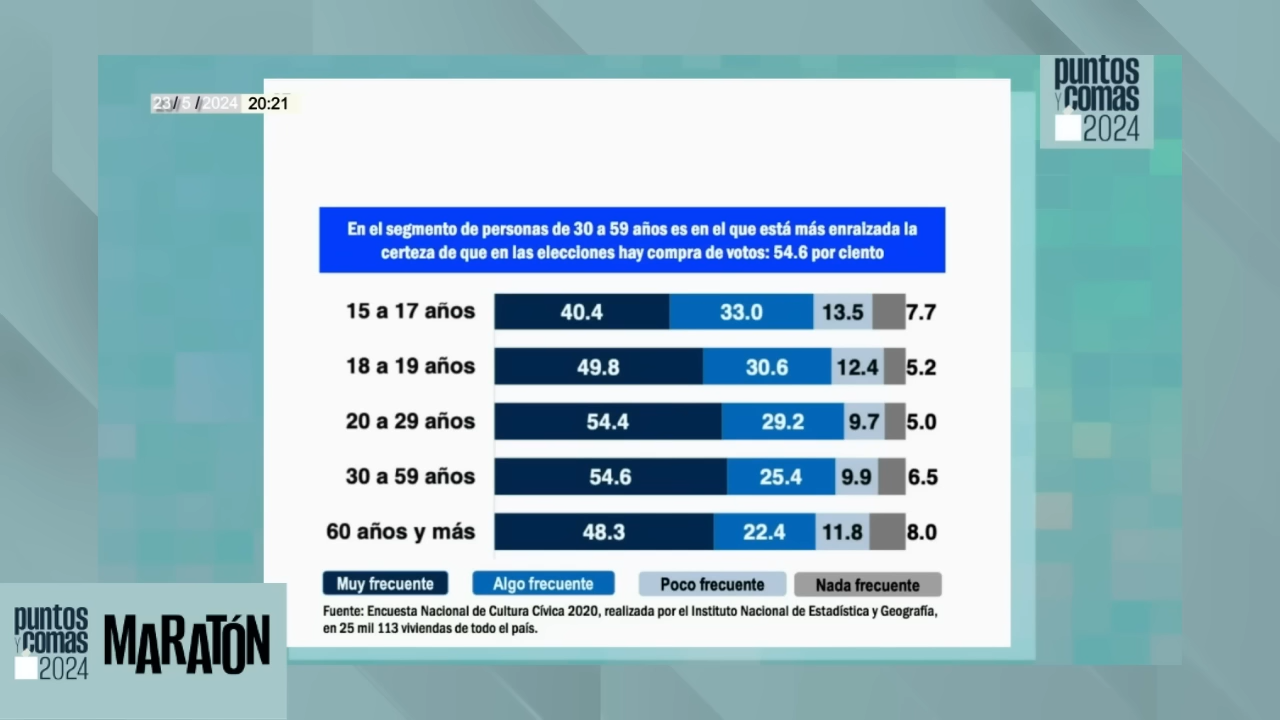 23/ 5 /2024 20:21
puntos
y comas
2024
En el segmento de personas de 30 a 59 años es en el que está más enraizada la
certeza de que en las elecciones hay compra de votos: 54.6 por ciento
15 a 17 años 40.4 33.0 13.5 7.7
18 a 19 años 49.8 30.6 12.4 5.2
20 a 29 años 54.4 29.2 9.7 5.0
30 a 59 años 54.6 25.4 9.9 6.5
60 años y más 48.3 22.4 11.8 8.0
Muy frecuente Algo frecuente Poco frecuente Nada frecuente
Fuente: Encuesta Nacional de Cultura Cívica 2020, realizada por el Instituto Nacional de Estadística y Geografía,
en 25 mil 113 viviendas de todo el país.
puntos
y comas
2024
MARATÓN